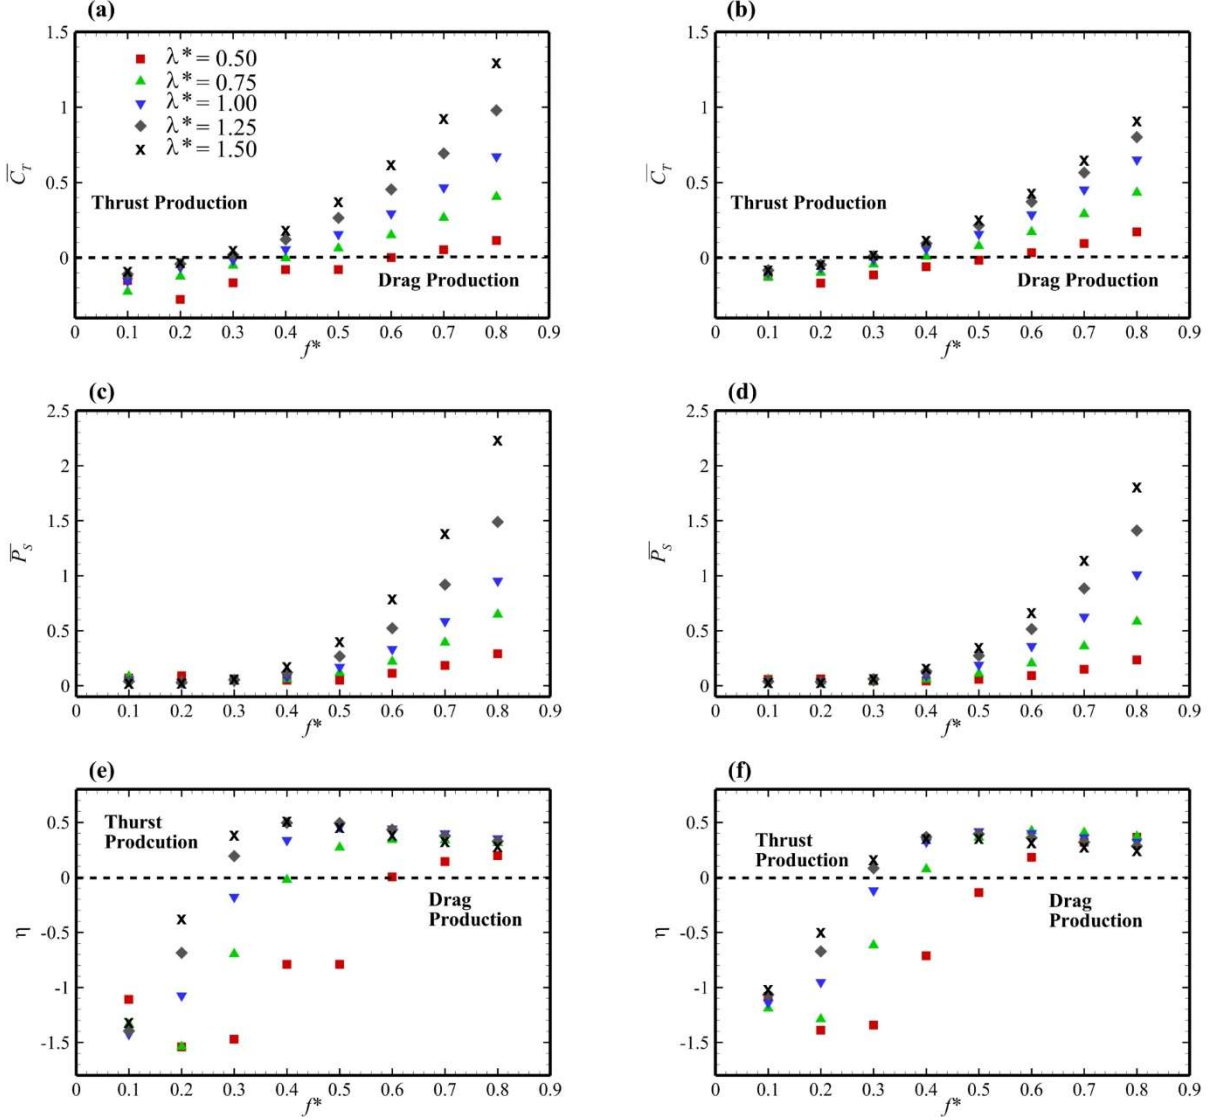 (a)
1.5
1
0.5
0
C̅_T
λ* = 0.50
λ* = 0.75
λ* = 1.00
λ* = 1.25
λ* = 1.50
Thrust Production
Drag Production
0 0.1 0.2 0.3 0.4 0.5 0.6 0.7 0.8 0.9
f*
(b)
1.5
1
0.5
0
C̅_T
Thrust Production
Drag Production
0 0.1 0.2 0.3 0.4 0.5 0.6 0.7 0.8 0.9
f*
(c)
2.5
2
1.5
1
0.5
0
P̅_S
0 0.1 0.2 0.3 0.4 0.5 0.6 0.7 0.8 0.9
f*
(d)
2.5
2
1.5
1
0.5
0
P̅_S
0 0.1 0.2 0.3 0.4 0.5 0.6 0.7 0.8 0.9
f*
(e)
0.5
0
-0.5
-1
-1.5
η
Thurst
Prodcution
Drag
Production
0 0.1 0.2 0.3 0.4 0.5 0.6 0.7 0.8 0.9
f*
(f)
0.5
0
-0.5
-1
-1.5
η
Thrust
Production
Drag
Production
0 0.1 0.2 0.3 0.4 0.5 0.6 0.7 0.8 0.9
f*